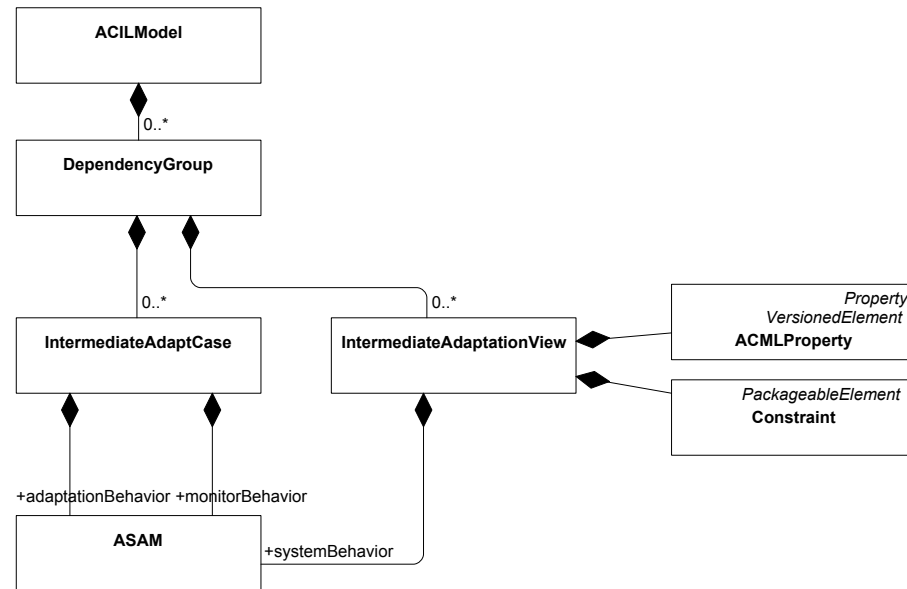 ACILModel
0..*
DependencyGroup
0..*
0..*
IntermediateAdaptCase
IntermediateAdaptationView
Property
VersionedElement
ACMLProperty
PackageableElement
Constraint
+adaptationBehavior
+monitorBehavior
ASAM
+systemBehavior